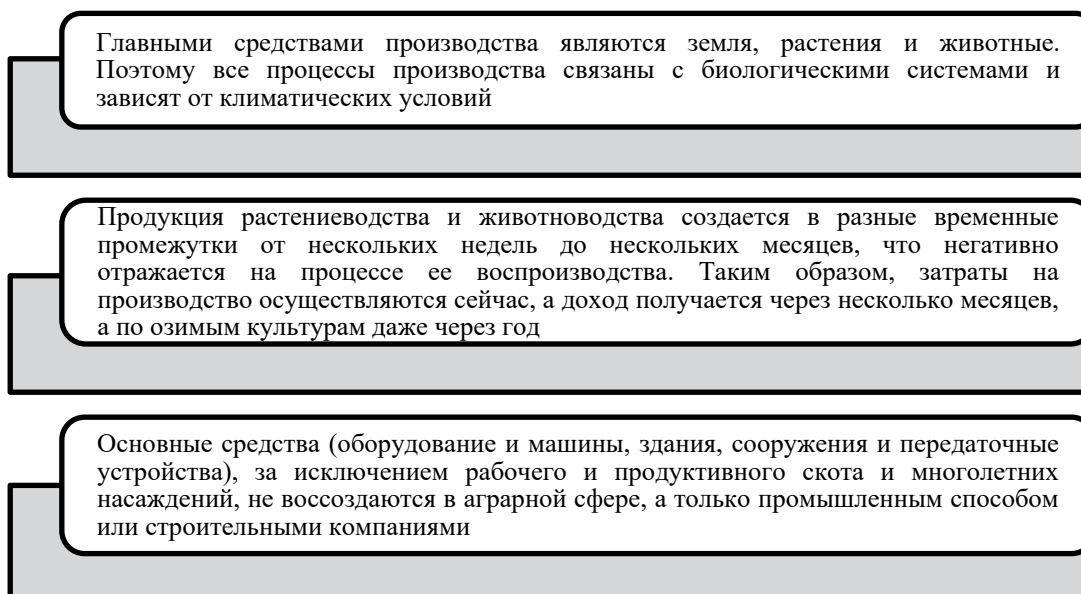 Главными средствами производства являются земля, растения и животные.
Поэтому все процессы производства связаны с биологическими системами и
зависят от климатических условий
Продукция растениеводства и животноводства создается в разные временные
промежутки от нескольких недель до нескольких месяцев, что негативно
отражается на процессе ее воспроизводства. Таким образом, затраты на
производство осуществляются сейчас, а доход получается через несколько месяцев,
а по озимым культурам даже через год
Основные средства (оборудование и машины, здания, сооружения и передаточные
устройства), за исключением рабочего и продуктивного скота и многолетних
насаждений, не воссоздаются в аграрной сфере, а только промышленным способом
или строительными компаниями